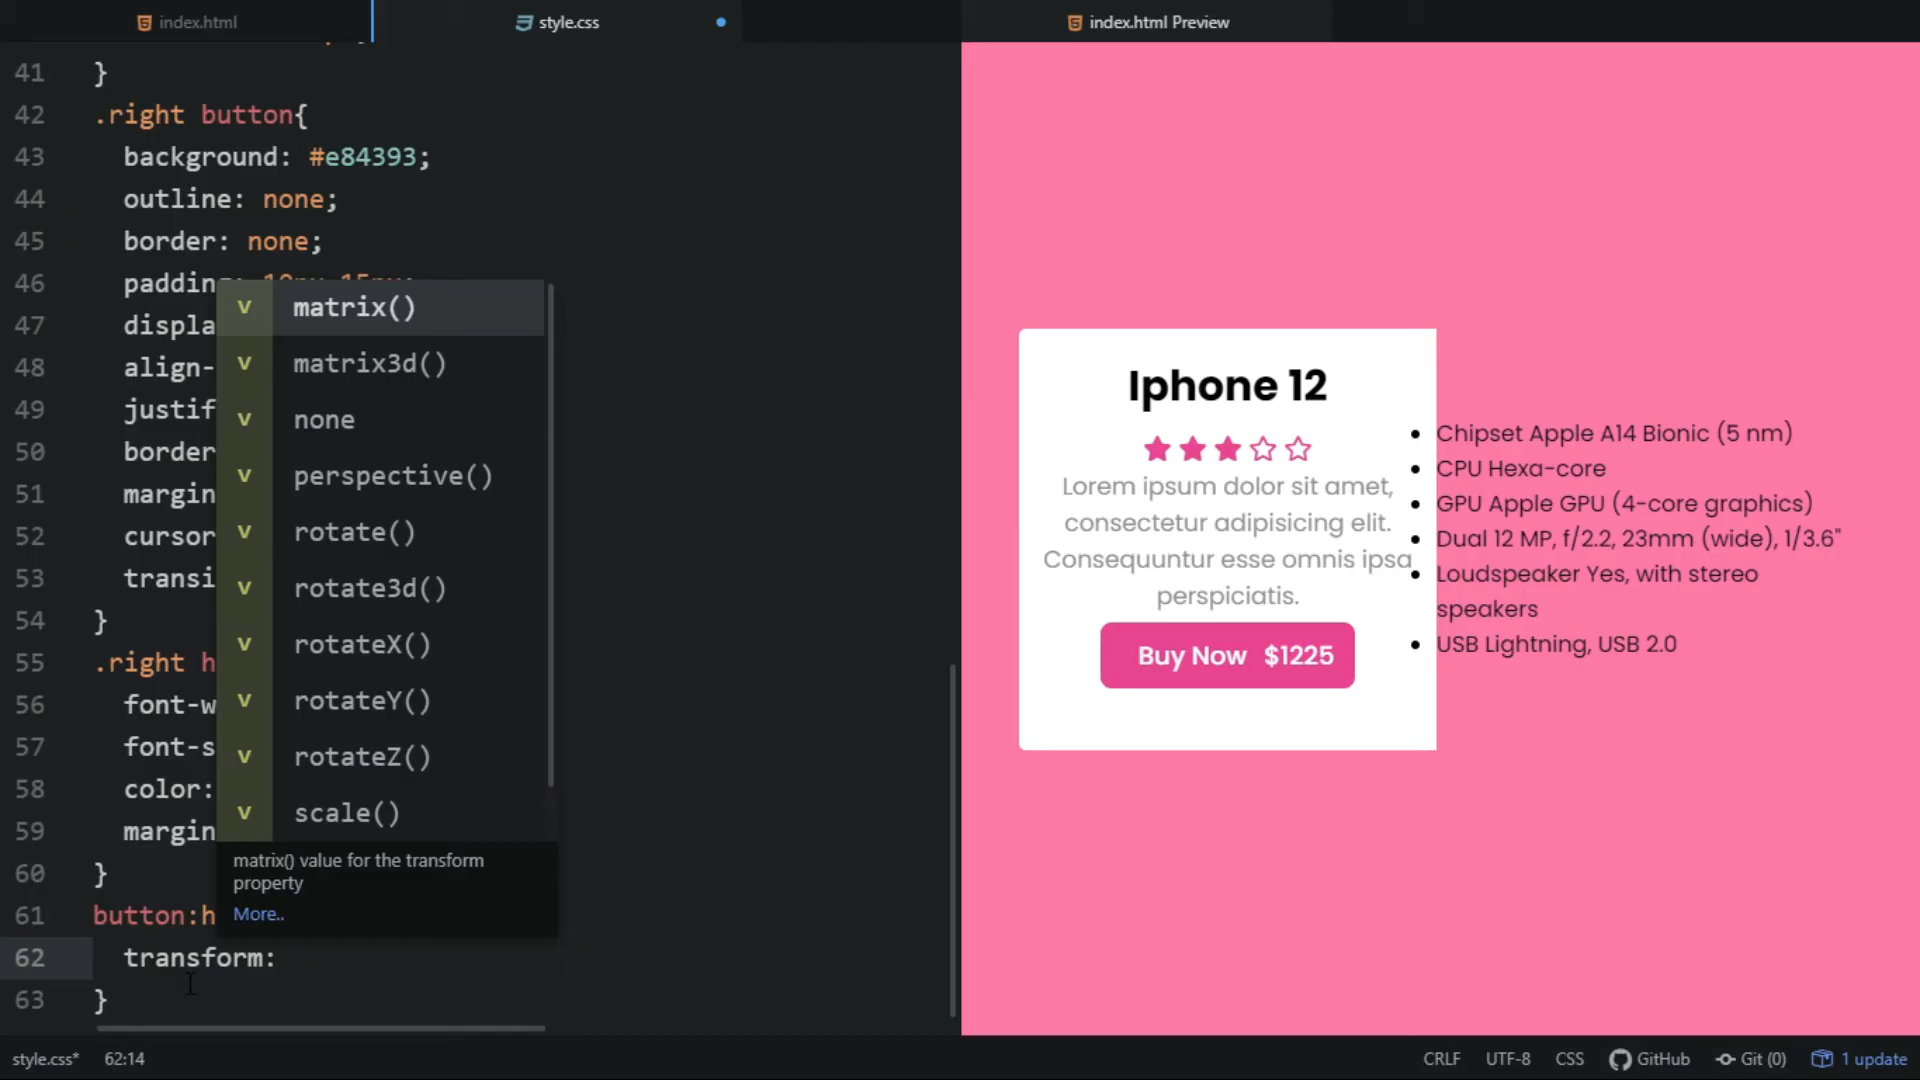 index.html
style.css
index.html Preview
41 }
42 .right button{
43 background: #e84393;
44 outline: none;
45 border: none;
46 paddin
47 displa
48 align-
49 justif
50 border
51 margin
52 cursor
53 transi
54 }
55 .right h
56 font-w
57 font-s
58 color:
59 margin
60 }
61 button:h
62 transform:
63 }
v matrix()
v matrix3d()
v none
v perspective()
v rotate()
v rotate3d()
v rotateX()
v rotateY()
v rotateZ()
v scale()
matrix() value for the transform
property
More..
Iphone 12
Lorem ipsum dolor sit amet,
consectetur adipisicing elit.
Consequuntur esse omnis ipsa
perspiciatis.
Buy Now $1225
Chipset Apple A14 Bionic (5 nm)
CPU Hexa-core
GPU Apple GPU (4-core graphics)
Dual 12 MP, f/2.2, 23mm (wide), 1/3.6"
Loudspeaker Yes, with stereo
speakers
USB Lightning, USB 2.0
style.css* 62:14
CRLF UTF-8 CSS GitHub Git (0) 1 update